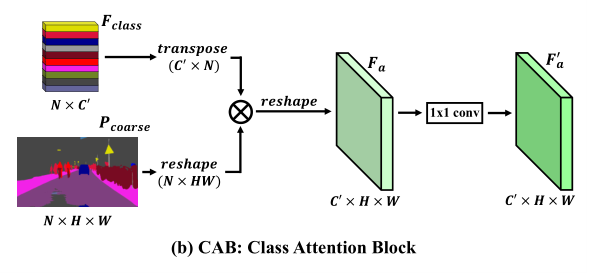 F_class
transpose
(C′ × N)
N × C′
P_coarse
reshape
(N × HW)
N × H × W
reshape
F_a
C′ × H × W
1x1 conv
F′_a
C′ × H × W
(b) CAB: Class Attention Block